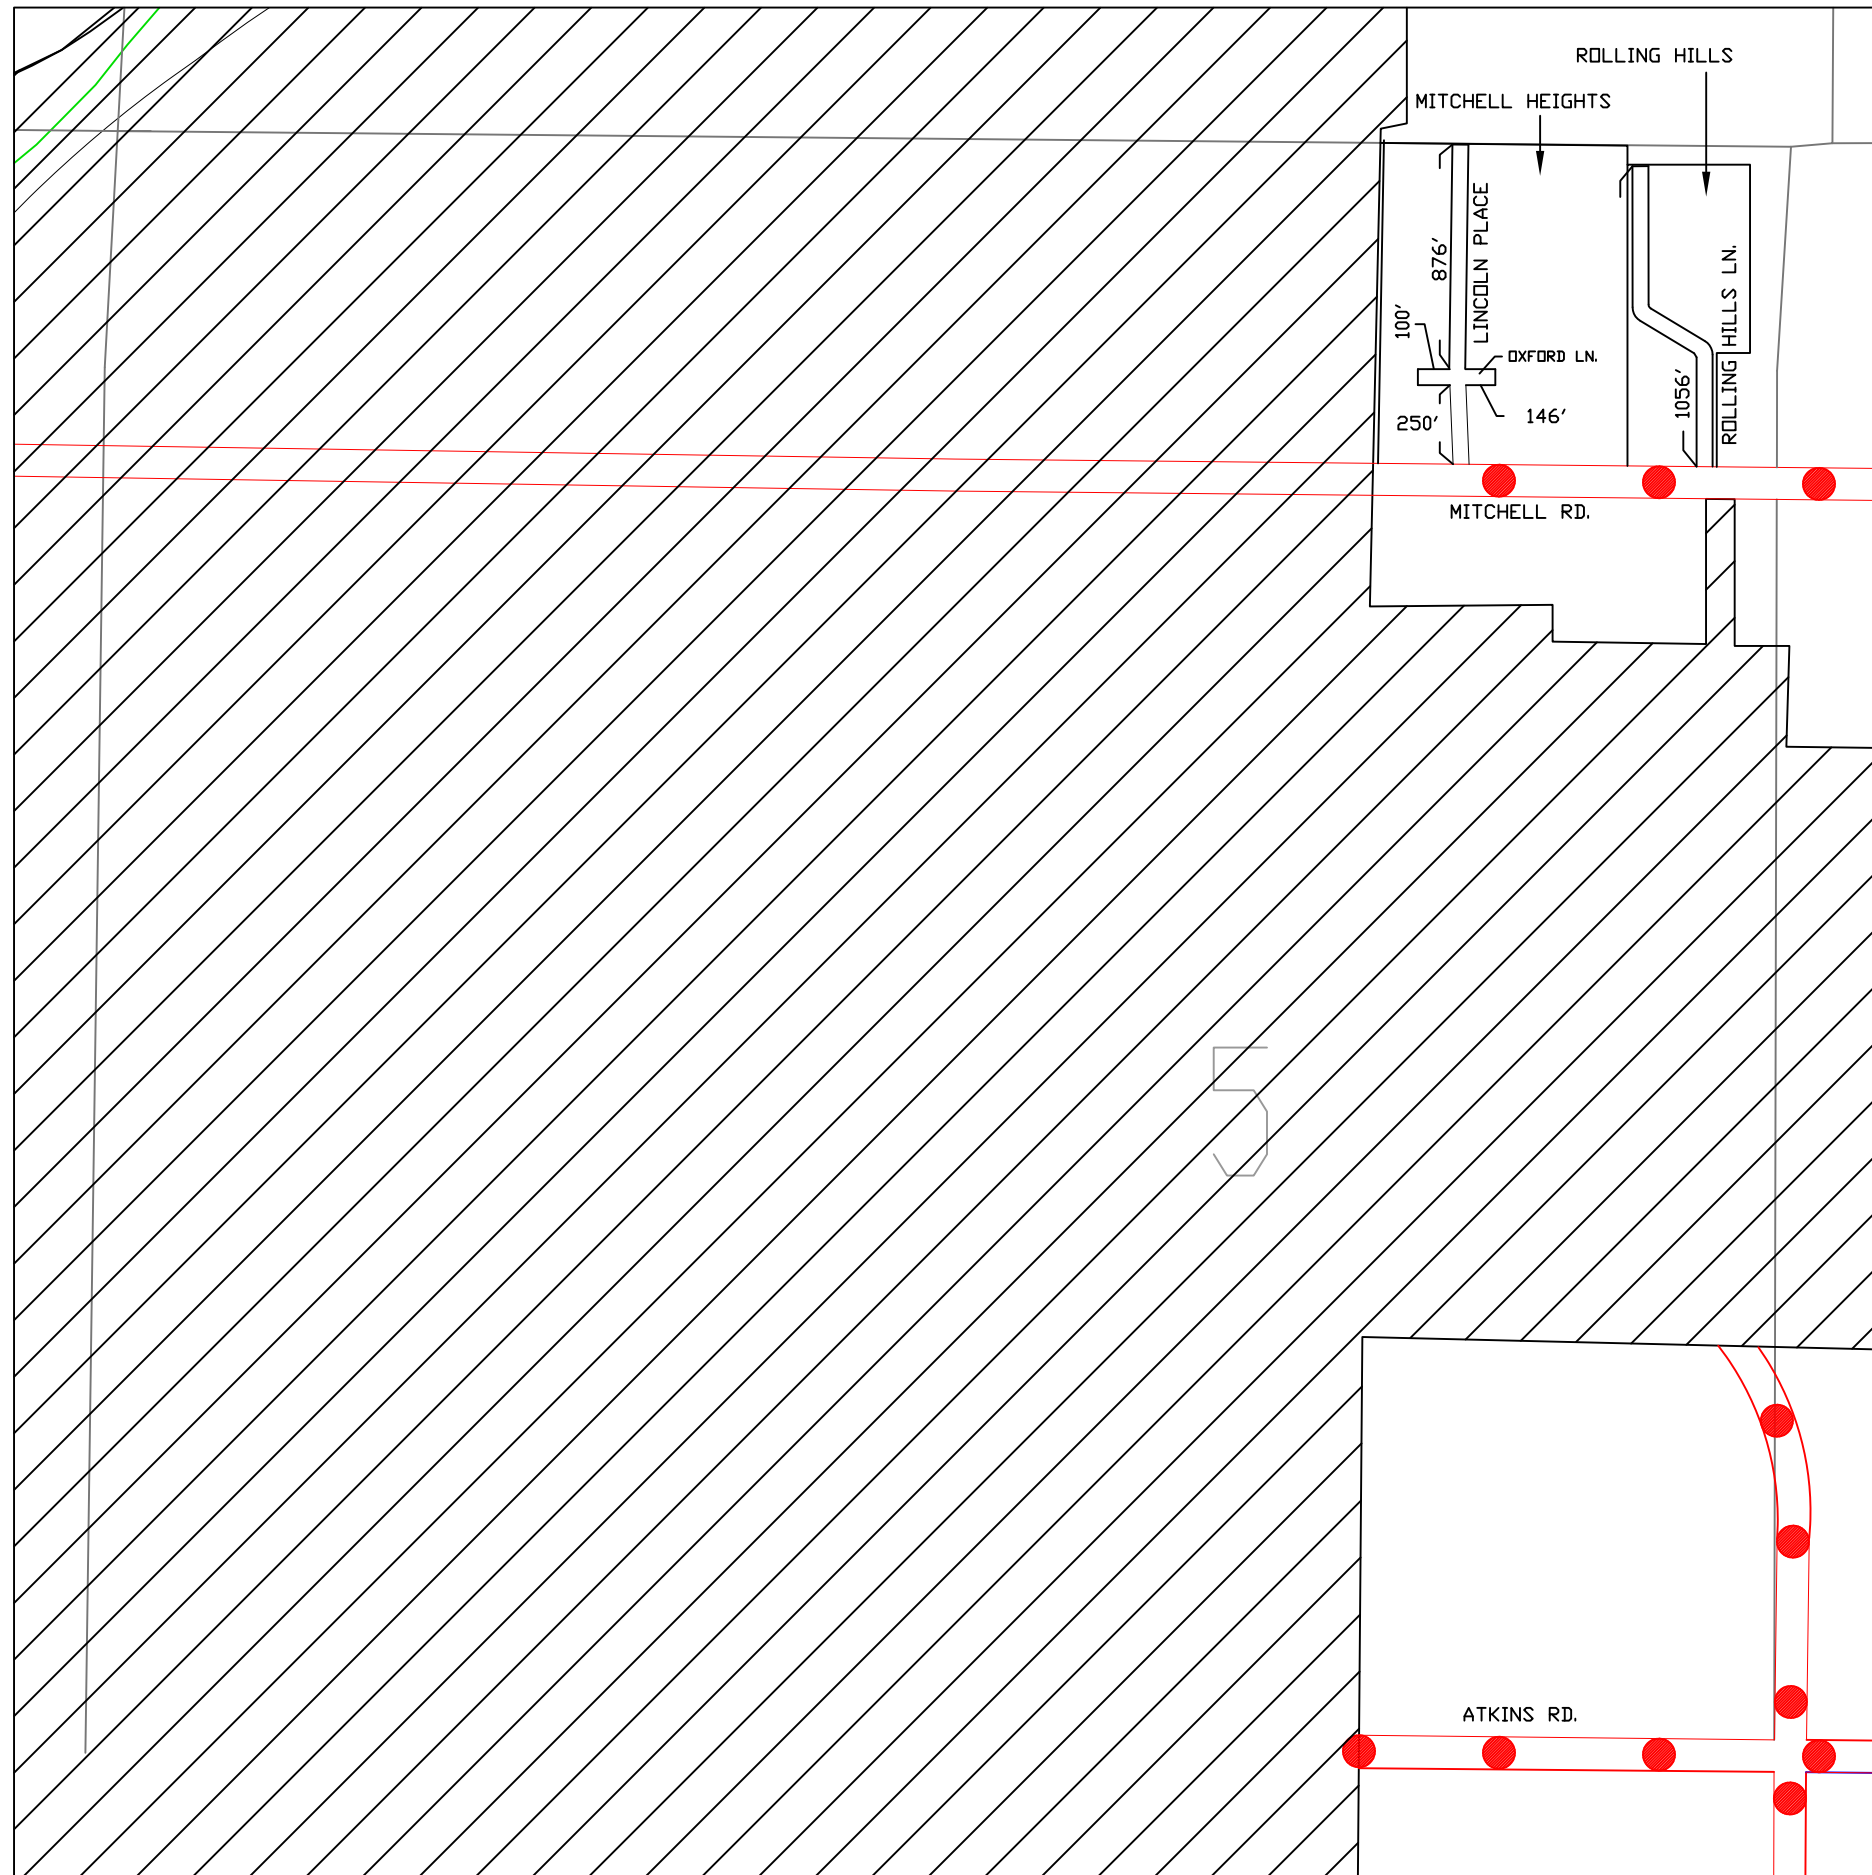 ROLLING HILLS
MITCHELL HEIGHTS
LINCOLN PLACE
876'
100'
OXFORD LN.
146'
250'
ROLLING HILLS LN.
1056'
MITCHELL RD.
5
ATKINS RD.